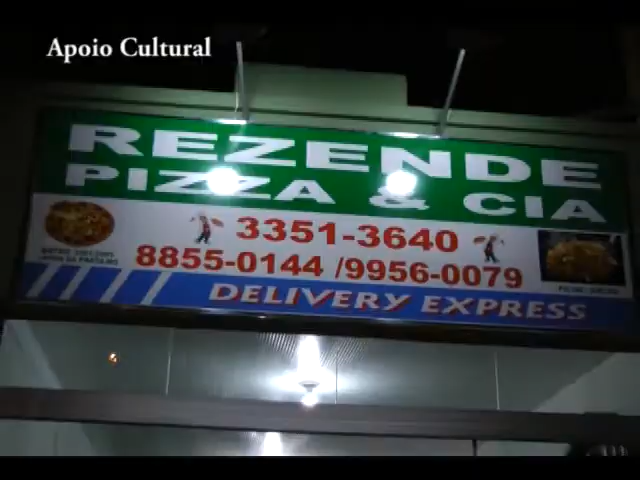 Apoio Cultural
REZENDE
PIZZA & CIA
3351-3640
8855-0144 /9956-0079
DELIVERY EXPRESS